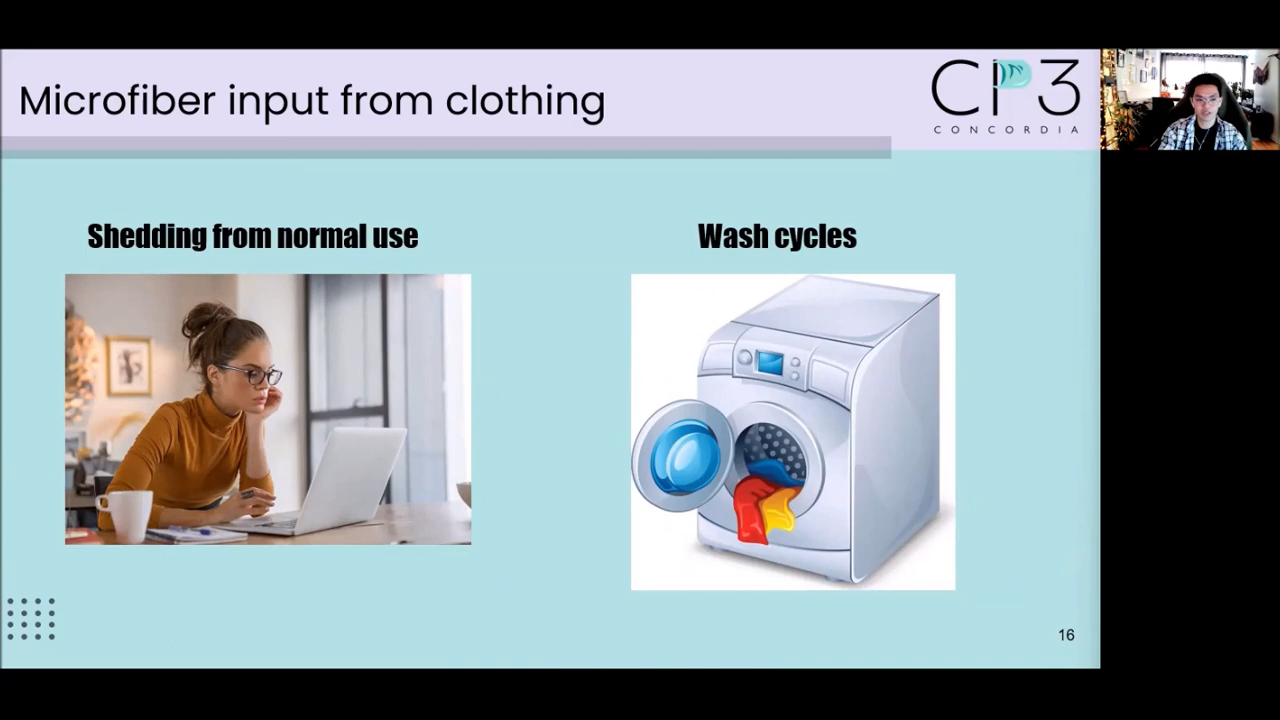 Microfiber input from clothing
CP3
CONCORDIA
Shedding from normal use
Wash cycles
16